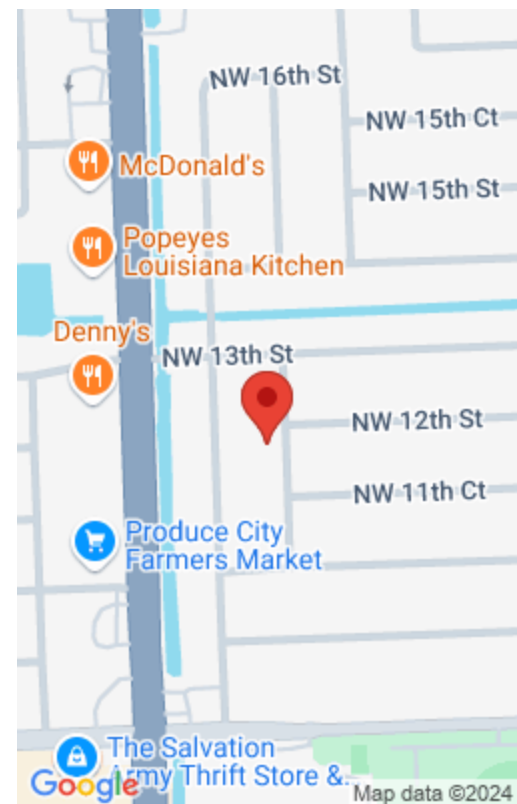 NW 16th St
NW 15th Ct
McDonald's
NW 15th St
Popeyes
Louisiana Kitchen
Denny's
NW 13th St
NW 12th St
NW 11th Ct
Produce City
Farmers Market
The Salvation
Army Thrift Store &...
Google
Map data ©2024